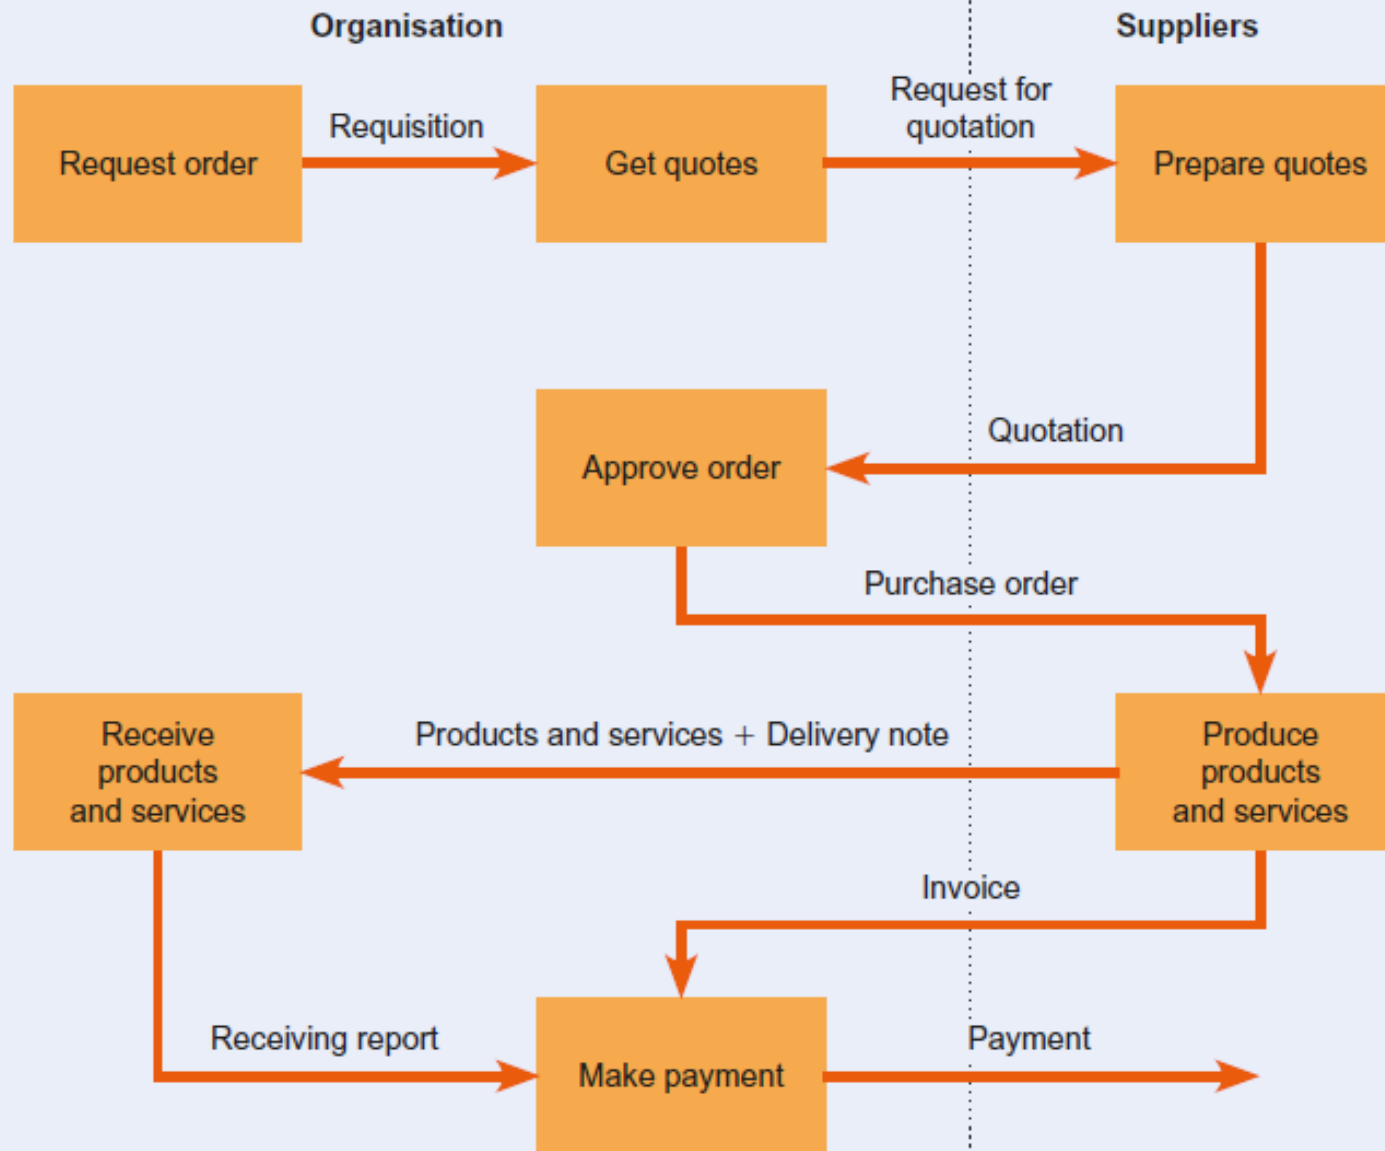 Organisation
Suppliers
Request order
Requisition
Get quotes
Request for
quotation
Prepare quotes
Quotation
Approve order
Purchase order
Receive
products
and services
Products and services + Delivery note
Produce
products
and services
Invoice
Receiving report
Make payment
Payment